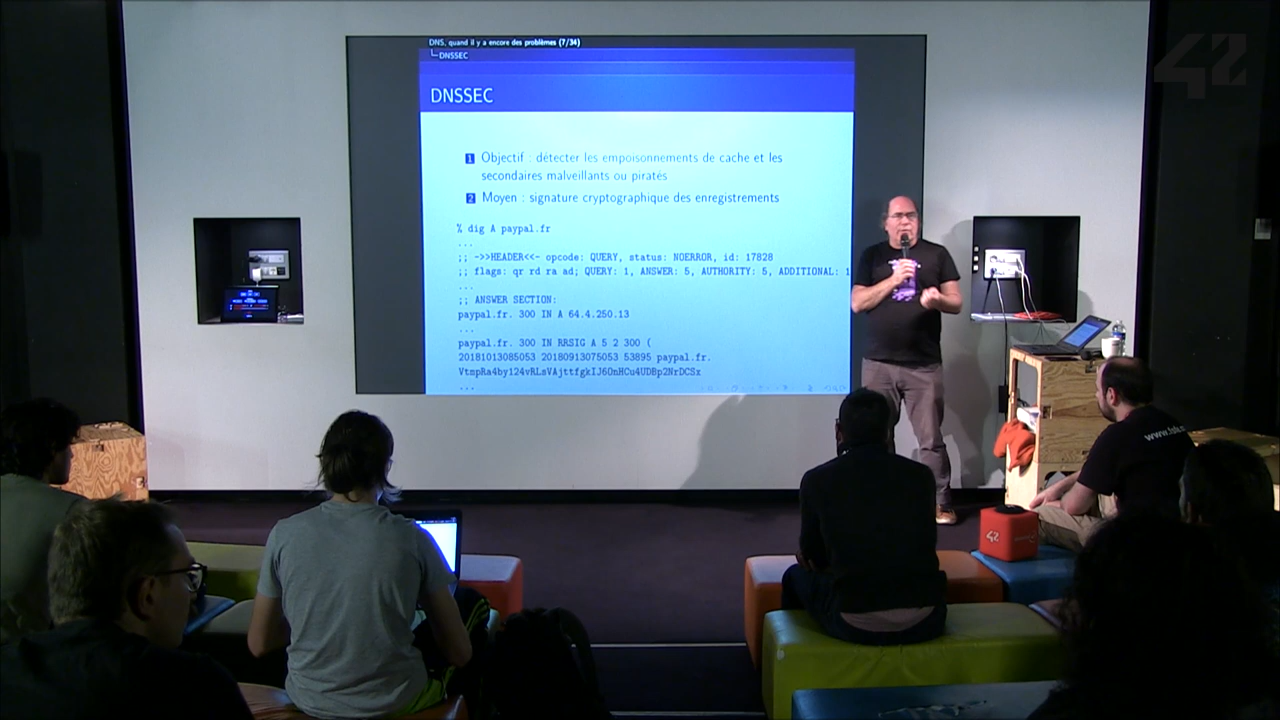 DNS, quand il y a encore des problèmes (7/34)
DNSSEC
42
DNSSEC
1 Objectif : détecter les empoisonnements de cache et les
secondaires malveillants ou piratés
2 Moyen : signature cryptographique des enregistrements
% dig A paypal.fr
...
;; ->>HEADER<<- opcode: QUERY, status: NOERROR, id: 17828
;; flags: qr rd ra ad; QUERY: 1, ANSWER: 5, AUTHORITY: 5, ADDITIONAL: 1
...
;; ANSWER SECTION:
paypal.fr. 300 IN A 64.4.250.13
...
paypal.fr. 300 IN RRSIG A 5 2 300 (
20181013085053 20180913075053 53895 paypal.fr.
VtmpRa4by124vRLsVAjttfgkIJ60nHCu4UDBp2NrDCSx
...
42